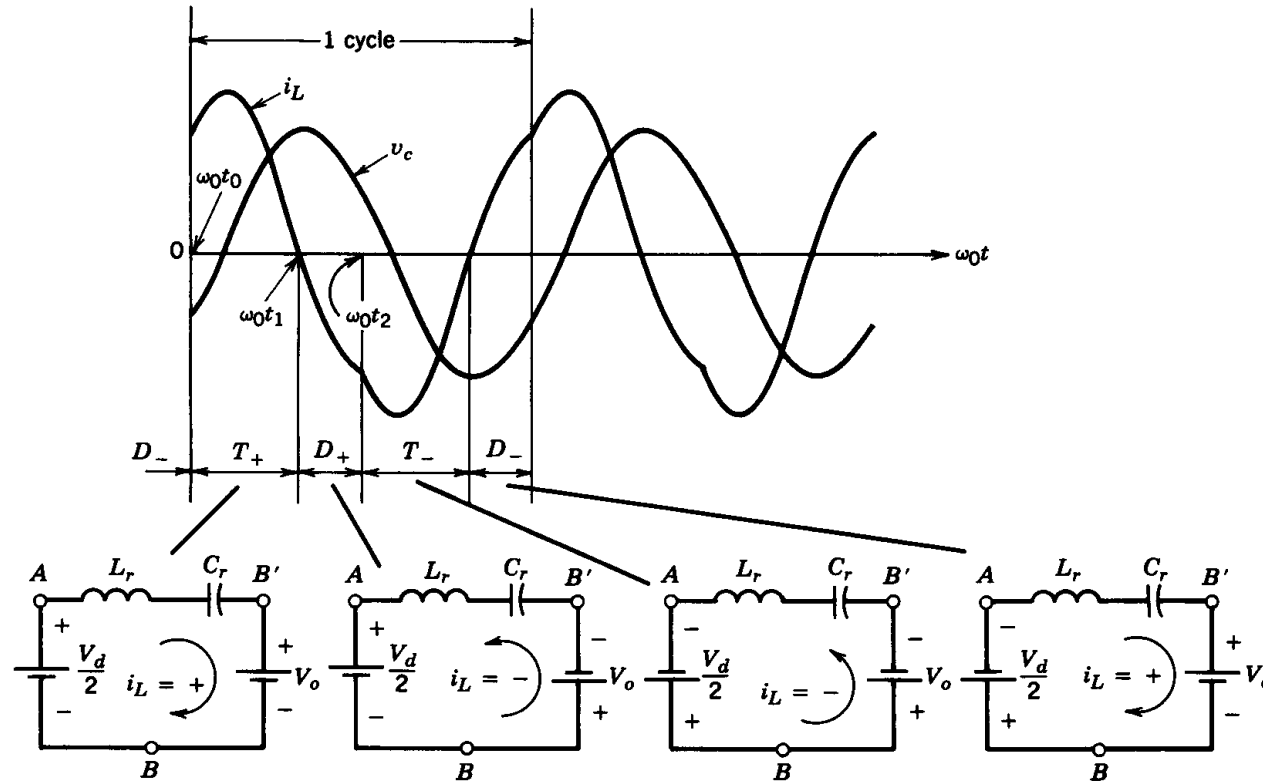 1 cycle
i_L
v_c
ω₀t₀
0
ω₀t
ω₀t₁
ω₀t₂
D₋ T₊ D₊ T₋ D₋
A L_r C_r B'
+ + V_d/2 i_L = + V_o − −
B
A L_r C_r B'
+ − V_d/2 i_L = − V_o − +
B
A L_r C_r B'
− − V_d/2 i_L = − V_o + +
B
A L_r C_r B'
− + V_d/2 i_L = + V_o + −
B